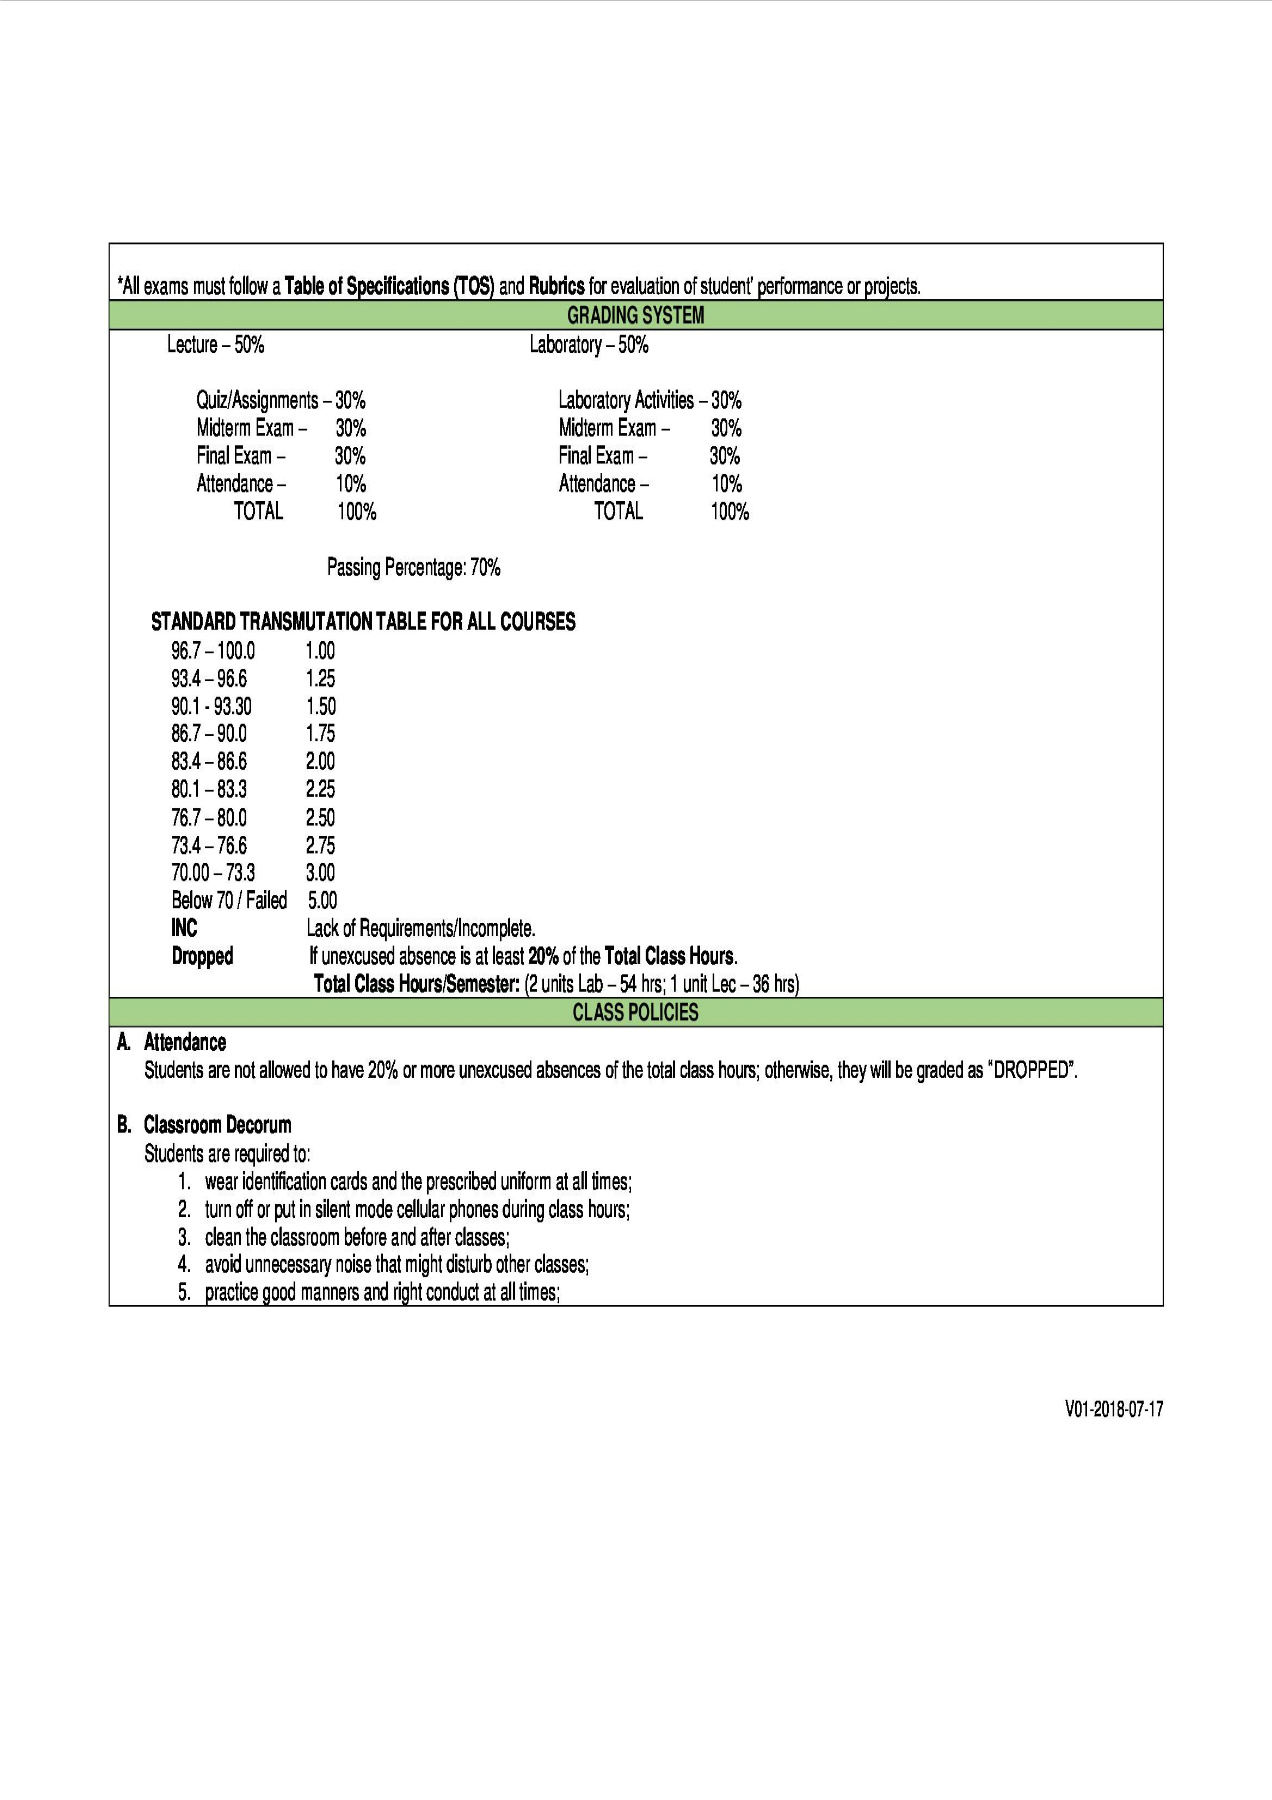 *All exams must follow a Table of Specifications (TOS) and Rubrics for evaluation of student' performance or projects.
GRADING SYSTEM
Lecture – 50% Laboratory – 50%
Quiz/Assignments – 30% Laboratory Activities – 30%
Midterm Exam – 30% Midterm Exam – 30%
Final Exam – 30% Final Exam – 30%
Attendance – 10% Attendance – 10%
TOTAL 100% TOTAL 100%
Passing Percentage: 70%
STANDARD TRANSMUTATION TABLE FOR ALL COURSES
96.7 – 100.0 1.00
93.4 – 96.6 1.25
90.1 - 93.30 1.50
86.7 – 90.0 1.75
83.4 – 86.6 2.00
80.1 – 83.3 2.25
76.7 – 80.0 2.50
73.4 – 76.6 2.75
70.00 – 73.3 3.00
Below 70 / Failed 5.00
INC Lack of Requirements/Incomplete.
Dropped If unexcused absence is at least 20% of the Total Class Hours.
Total Class Hours/Semester: (2 units Lab – 54 hrs; 1 unit Lec – 36 hrs)
CLASS POLICIES
A. Attendance
Students are not allowed to have 20% or more unexcused absences of the total class hours; otherwise, they will be graded as “DROPPED”.
B. Classroom Decorum
Students are required to:
1. wear identification cards and the prescribed uniform at all times;
2. turn off or put in silent mode cellular phones during class hours;
3. clean the classroom before and after classes;
4. avoid unnecessary noise that might disturb other classes;
5. practice good manners and right conduct at all times;
V01-2018-07-17